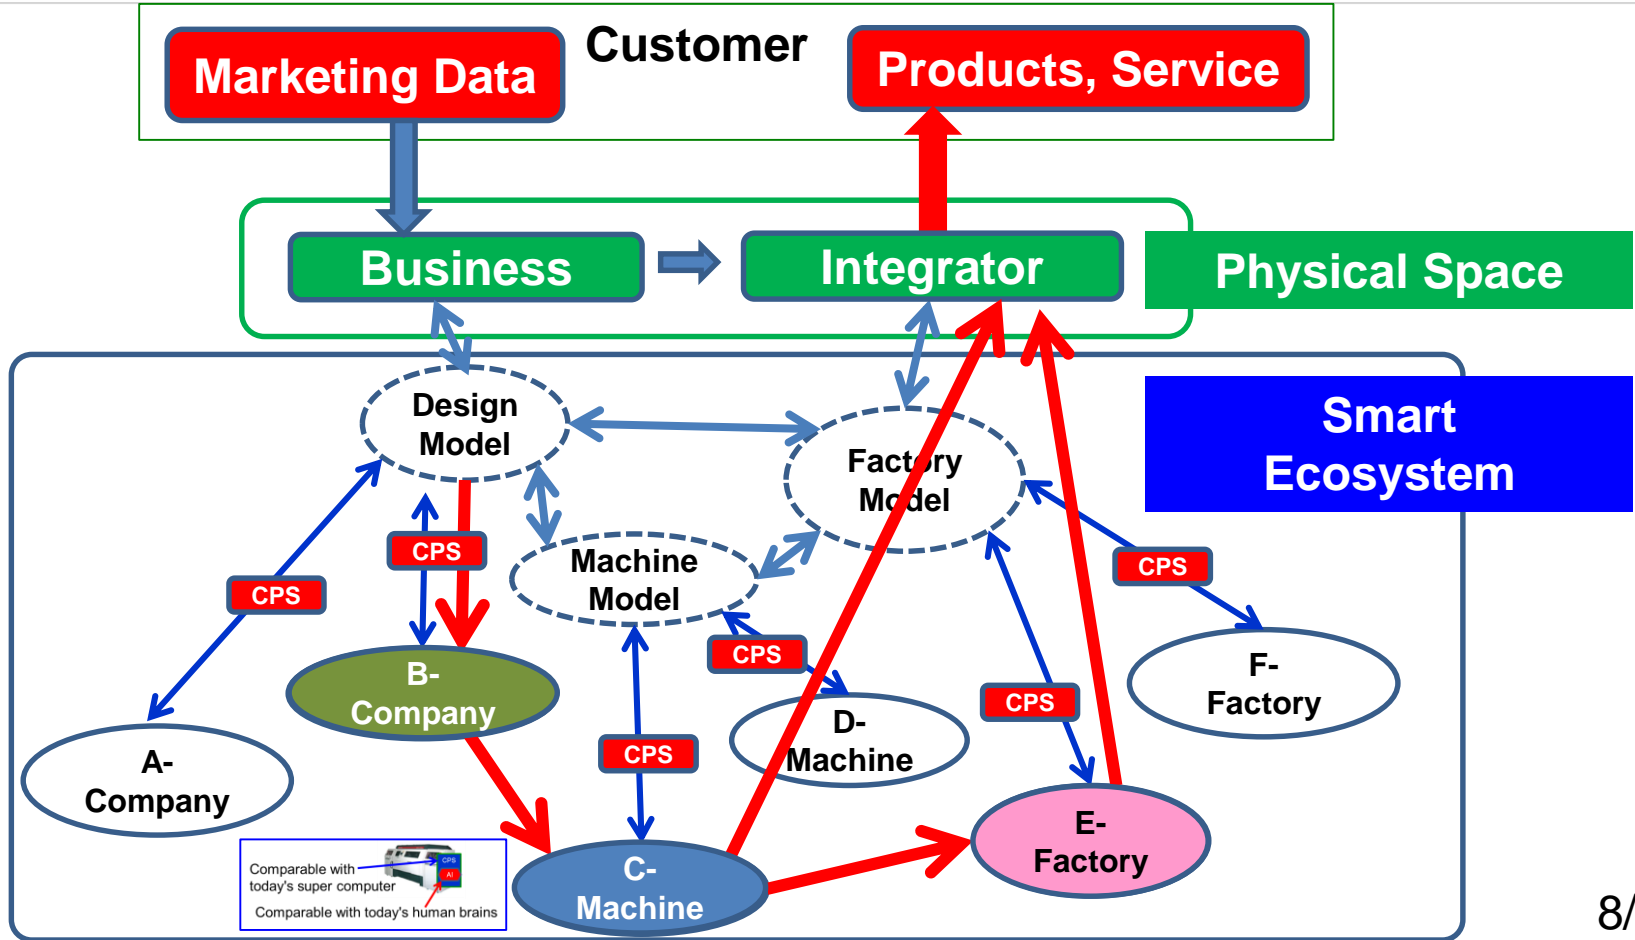 Customer
Marketing Data
Products, Service
Business
Integrator
Physical Space
Smart
Ecosystem
Design
Model
Factory
Model
Machine
Model
CPS
CPS
CPS
CPS
CPS
CPS
A-
Company
B-
Company
C-
Machine
D-
Machine
E-
Factory
F-
Factory
Comparable with
today's super computer
CPS
AI
Comparable with today's human brains
8/